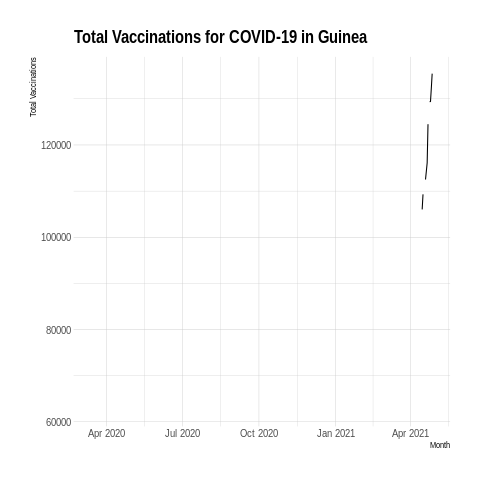 Total Vaccinations for COVID-19 in Guinea
Total Vaccinations
120000
100000
80000
60000
Apr 2020 Jul 2020 Oct 2020 Jan 2021 Apr 2021
Month